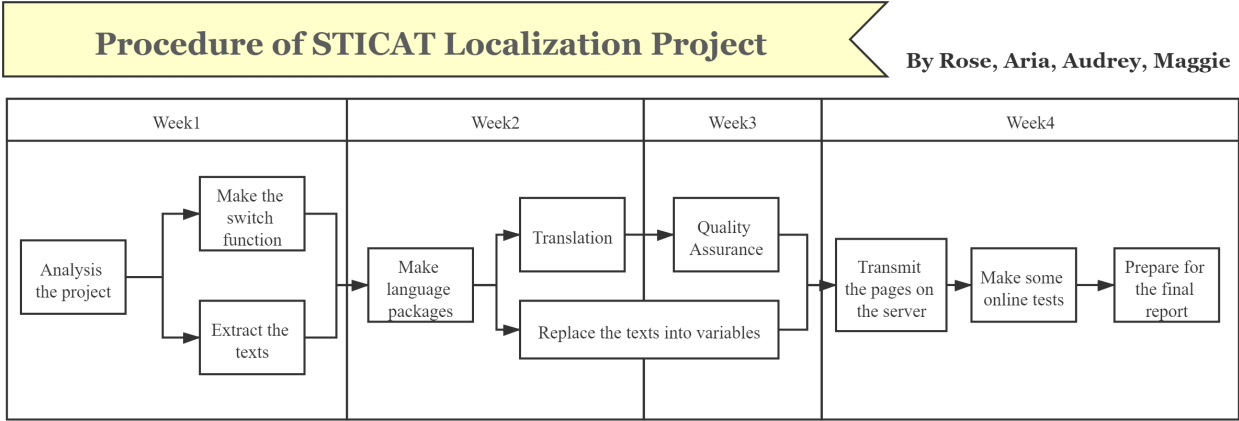 Procedure of STICAT Localization Project
By Rose, Aria, Audrey, Maggie
Week1
Week2
Week3
Week4
Analysis
the project
Make the
switch
function
Extract the
texts
Make
language
packages
Translation
Replace the texts into variables
Quality
Assurance
Transmit
the pages on
the server
Make some
online tests
Prepare for
the final
report